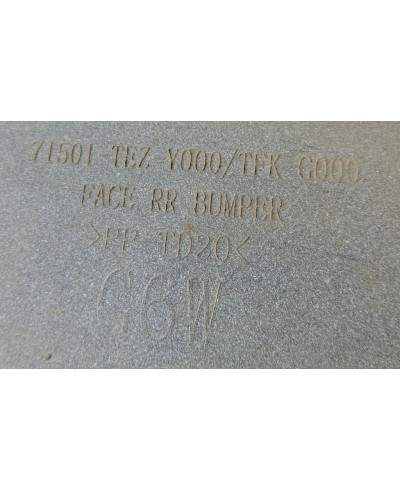 71501 TEZ Y000/TFK G000
FACE RR BUMPER
>PP TD20<
G6W